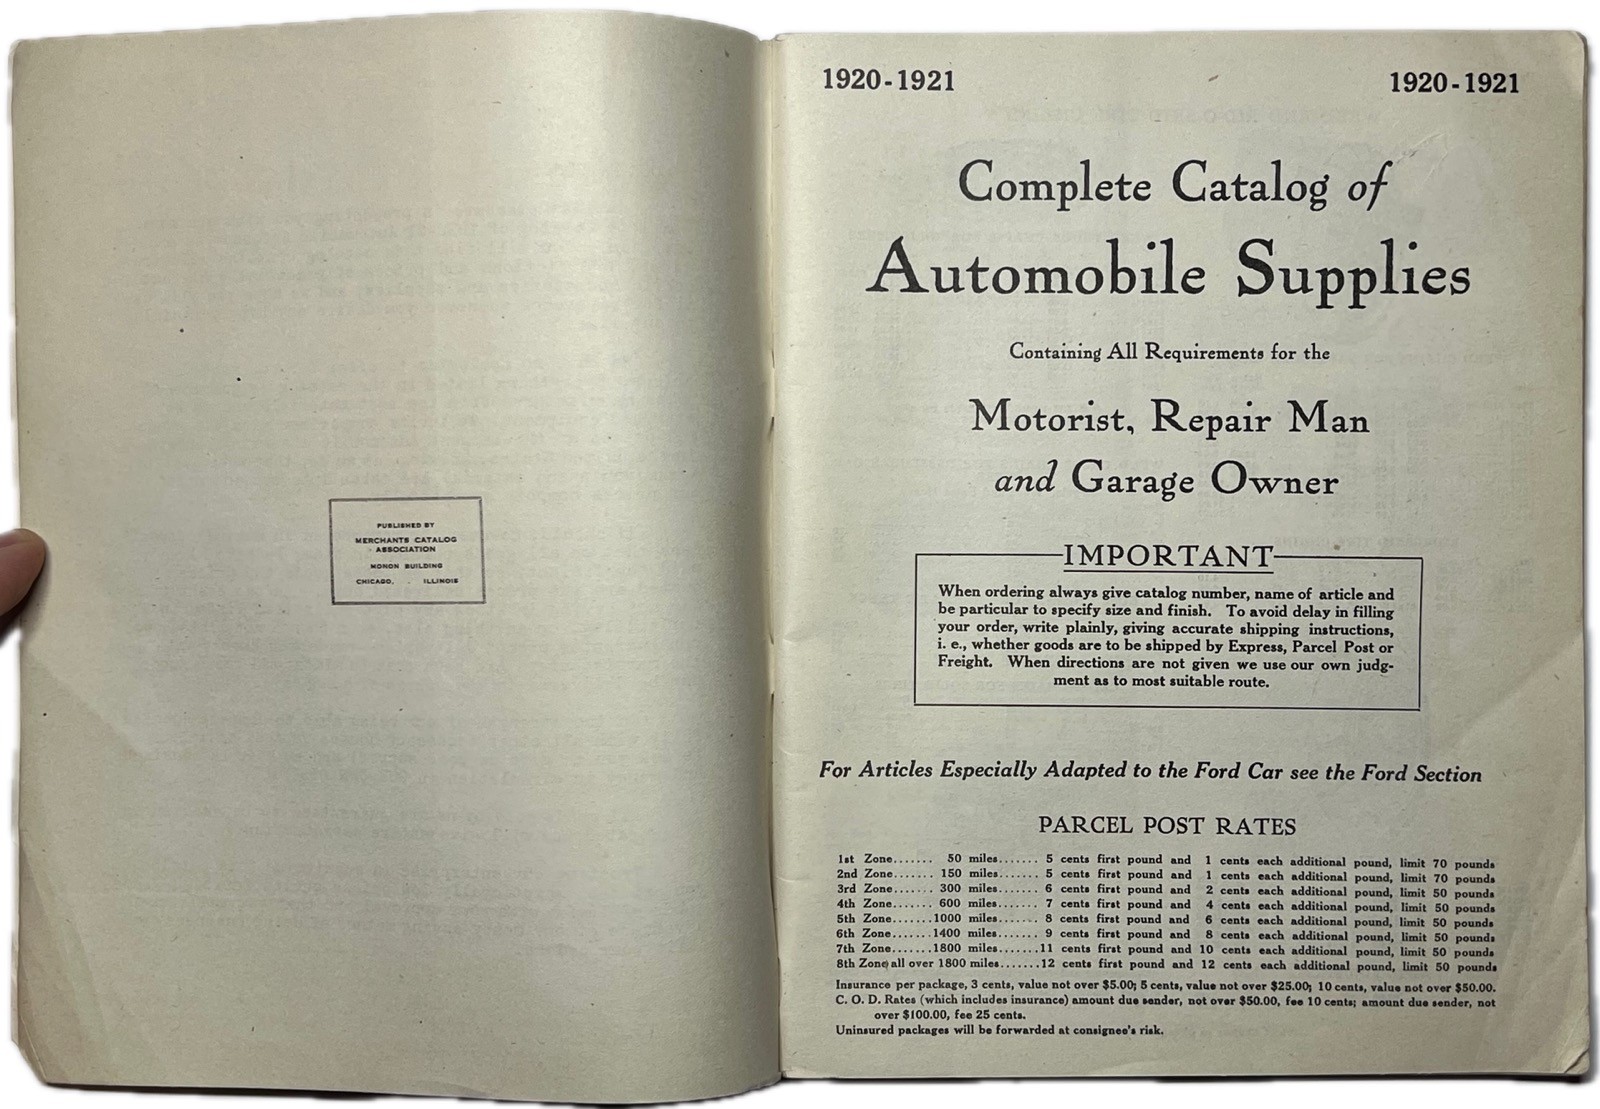 PUBLISHED BY
MERCHANTS CATALOG
ASSOCIATION
MONON BUILDING
CHICAGO, . ILLINOIS
1920-1921 1920-1921
Complete Catalog of
Automobile Supplies
Containing All Requirements for the
Motorist, Repair Man
and Garage Owner
IMPORTANT
When ordering always give catalog number, name of article and
be particular to specify size and finish. To avoid delay in filling
your order, write plainly, giving accurate shipping instructions,
i. e., whether goods are to be shipped by Express, Parcel Post or
Freight. When directions are not given we use our own judg-
ment as to most suitable route.
For Articles Especially Adapted to the Ford Car see the Ford Section
PARCEL POST RATES
1st Zone....... 50 miles....... 5 cents first pound and 1 cents each additional pound, limit 70 pounds
2nd Zone....... 150 miles....... 5 cents first pound and 1 cents each additional pound, limit 70 pounds
3rd Zone....... 300 miles....... 6 cents first pound and 2 cents each additional pound, limit 50 pounds
4th Zone....... 600 miles....... 7 cents first pound and 4 cents each additional pound, limit 50 pounds
5th Zone.......1000 miles....... 8 cents first pound and 6 cents each additional pound, limit 50 pounds
6th Zone.......1400 miles....... 9 cents first pound and 8 cents each additional pound, limit 50 pounds
7th Zone.......1800 miles.......11 cents first pound and 10 cents each additional pound, limit 50 pounds
8th Zone all over 1800 miles.......12 cents first pound and 12 cents each additional pound, limit 50 pounds
Insurance per package, 3 cents, value not over $5.00; 5 cents, value not over $25.00; 10 cents, value not over $50.00.
C. O. D. Rates (which includes insurance) amount due sender, not over $50.00, fee 10 cents; amount due sender, not
over $100.00, fee 25 cents.
Uninsured packages will be forwarded at consignee's risk.